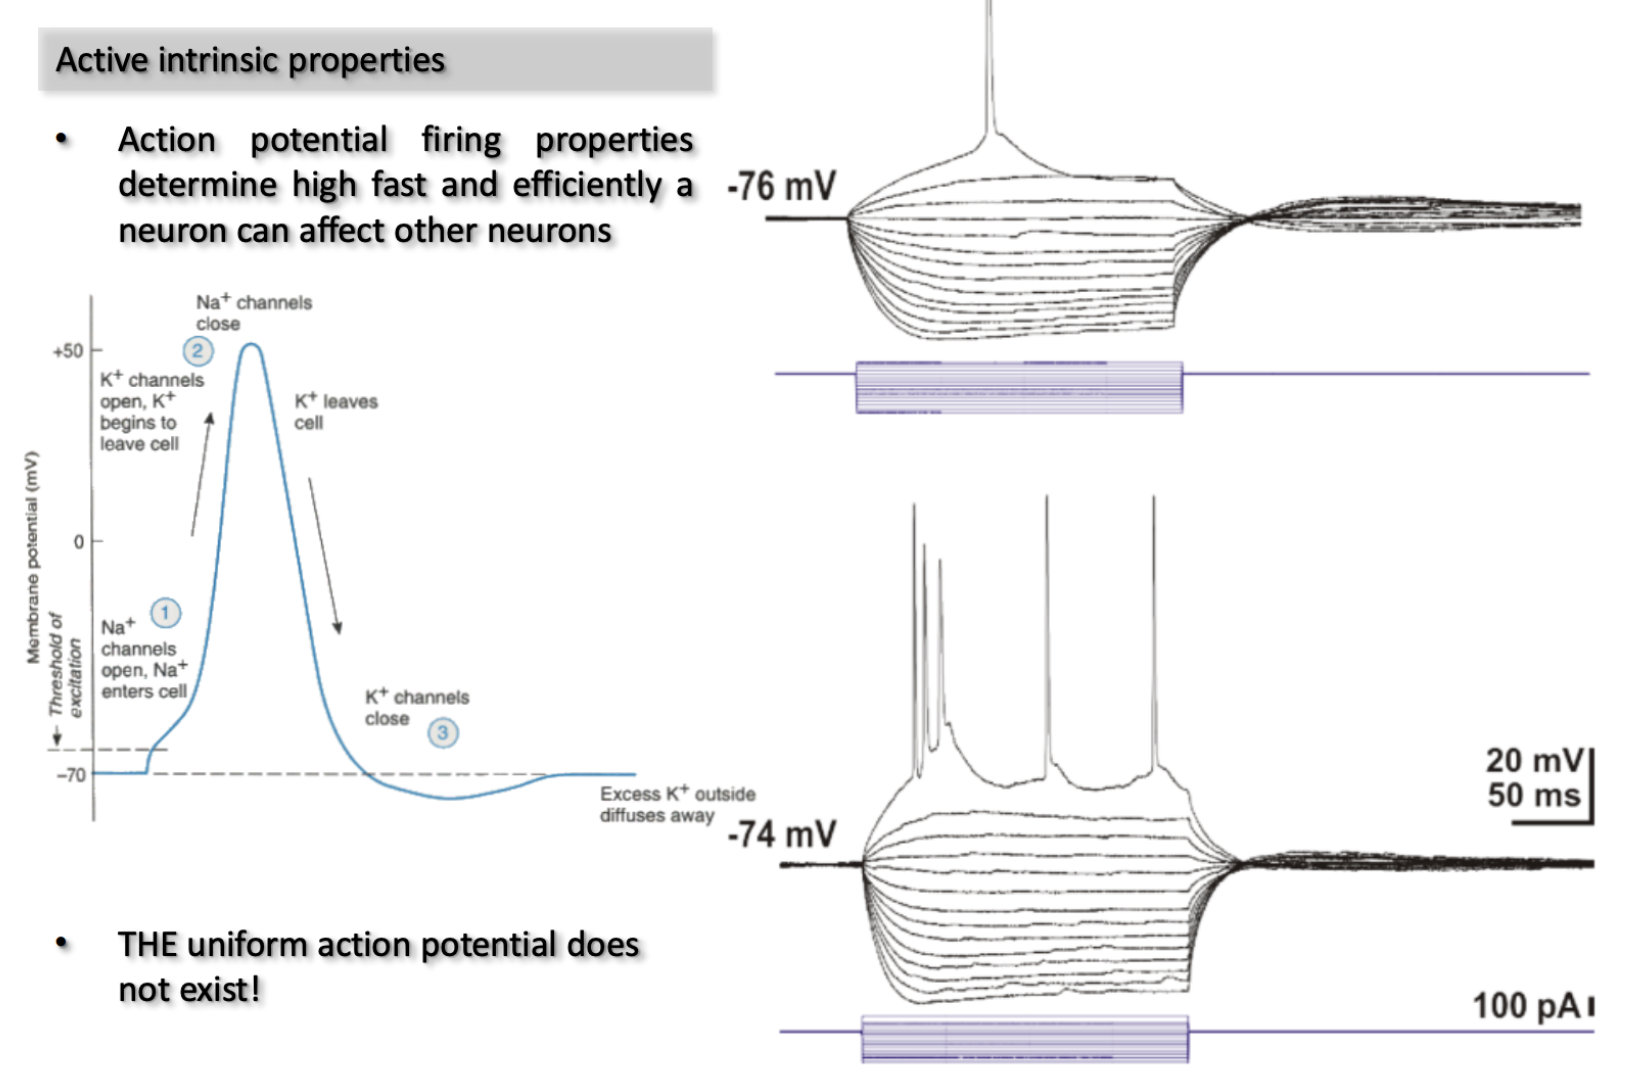 Active intrinsic properties
• Action potential firing properties
determine high fast and efficiently a
neuron can affect other neurons
Membrane potential (mV)
Threshold of
excitation
+50
0
–70
Na+ channels
close
2
K+ channels
open, K+
begins to
leave cell
K+ leaves
cell
1
Na+
channels
open, Na+
enters cell
K+ channels
close
3
Excess K+ outside
diffuses away
• THE uniform action potential does
not exist!
-76 mV
-74 mV
20 mV
50 ms
100 pA